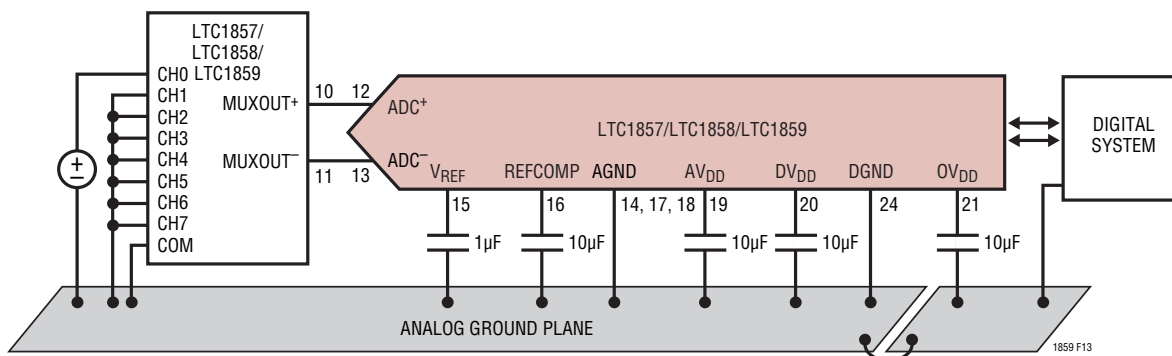 LTC1857/
LTC1858/
LTC1859
CH0
CH1
CH2
CH3
CH4
CH5
CH6
CH7
COM
MUXOUT+
MUXOUT–
10 12
11 13
ADC+
ADC–
LTC1857/LTC1858/LTC1859
VREF REFCOMP AGND AVDD DVDD DGND OVDD
15 16 14, 17, 18 19 20 24 21
1µF 10µF 10µF 10µF 10µF
DIGITAL
SYSTEM
+
–
ANALOG GROUND PLANE
1859 F13